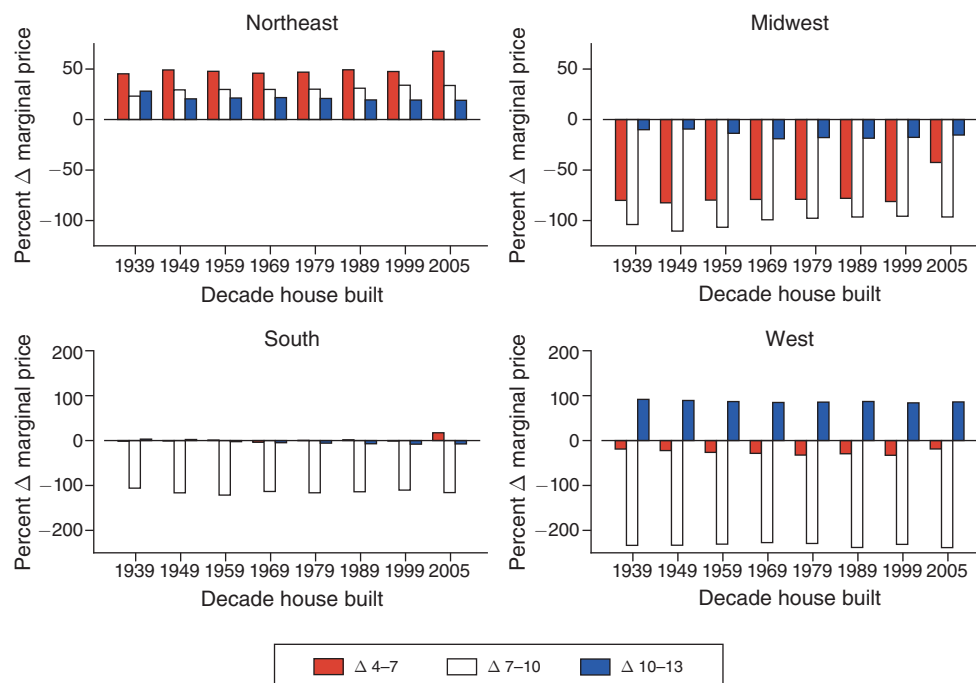 Northeast
Percent Δ marginal price
50
0
−50
−100
1939 1949 1959 1969 1979 1989 1999 2005
Decade house built
Midwest
Percent Δ marginal price
50
0
−50
−100
1939 1949 1959 1969 1979 1989 1999 2005
Decade house built
South
Percent Δ marginal price
200
100
0
−100
−200
1939 1949 1959 1969 1979 1989 1999 2005
Decade house built
West
Percent Δ marginal price
200
100
0
−100
−200
1939 1949 1959 1969 1979 1989 1999 2005
Decade house built
Δ 4–7 Δ 7–10 Δ 10–13